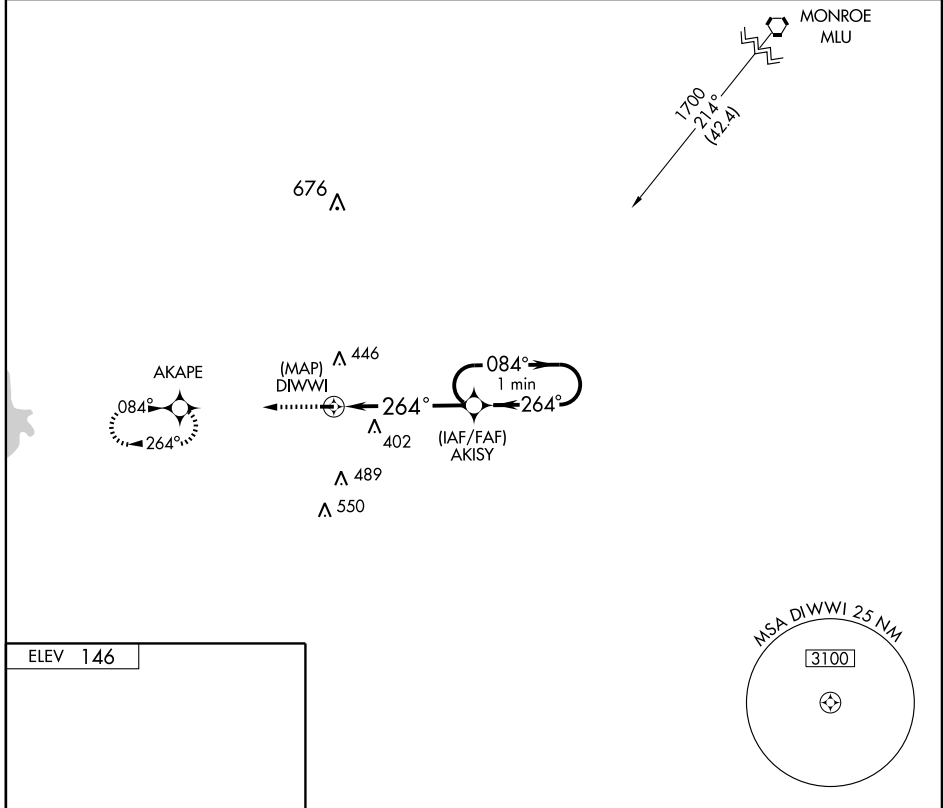 MONROE
MLU
1700
214°
(42.4)
676
446
AKAPE
(MAP)
DIWWI
084°
1 min
084°
264°
264°
264°
402
(IAF/FAF)
AKISY
489
550
MSA DIWWI 25 NM
3100
ELEV 146